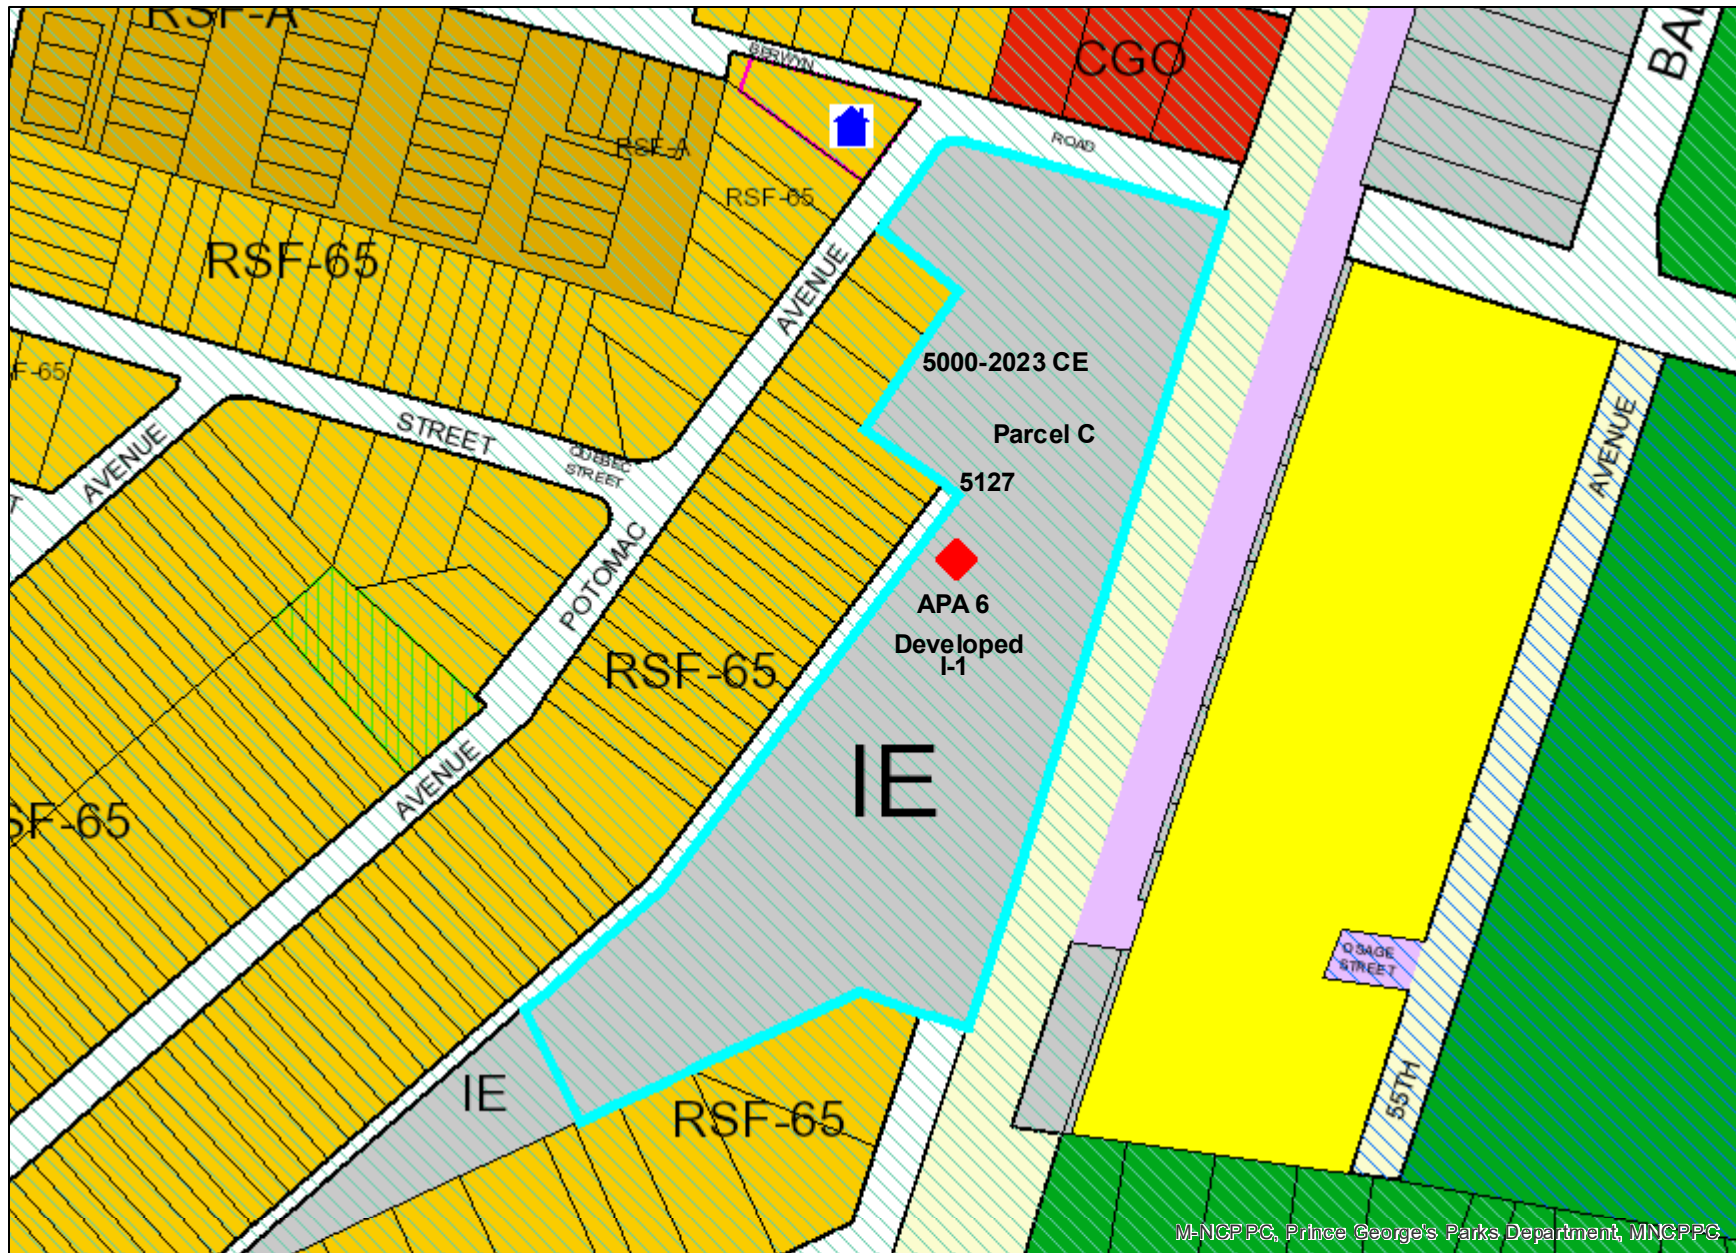 RSF-A
CGO
BERWYN
ROAD
RSF-A
RSF-65
RSF-65
AVENUE
5000-2023 CE
F-65
Parcel C
STREET
AVENUE
AVENUE
QUEBEC
STREET
5127
POTOMAC
APA 6
Developed
I-1
RSF-65
IE
AVENUE
SF-65
OSAGE
STREET
IE
RSF-65
55TH
M-NCPPC, Prince George's Parks Department, MNCPPC